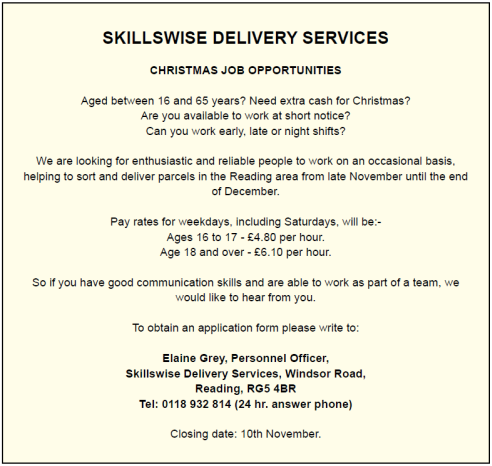 SKILLSWISE DELIVERY SERVICES
CHRISTMAS JOB OPPORTUNITIES
Aged between 16 and 65 years? Need extra cash for Christmas?
Are you available to work at short notice?
Can you work early, late or night shifts?
We are looking for enthusiastic and reliable people to work on an occasional basis,
helping to sort and deliver parcels in the Reading area from late November until the end
of December.
Pay rates for weekdays, including Saturdays, will be:-
Ages 16 to 17 - £4.80 per hour.
Age 18 and over - £6.10 per hour.
So if you have good communication skills and are able to work as part of a team, we
would like to hear from you.
To obtain an application form please write to:
Elaine Grey, Personnel Officer,
Skillswise Delivery Services, Windsor Road,
Reading, RG5 4BR
Tel: 0118 932 814 (24 hr. answer phone)
Closing date: 10th November.